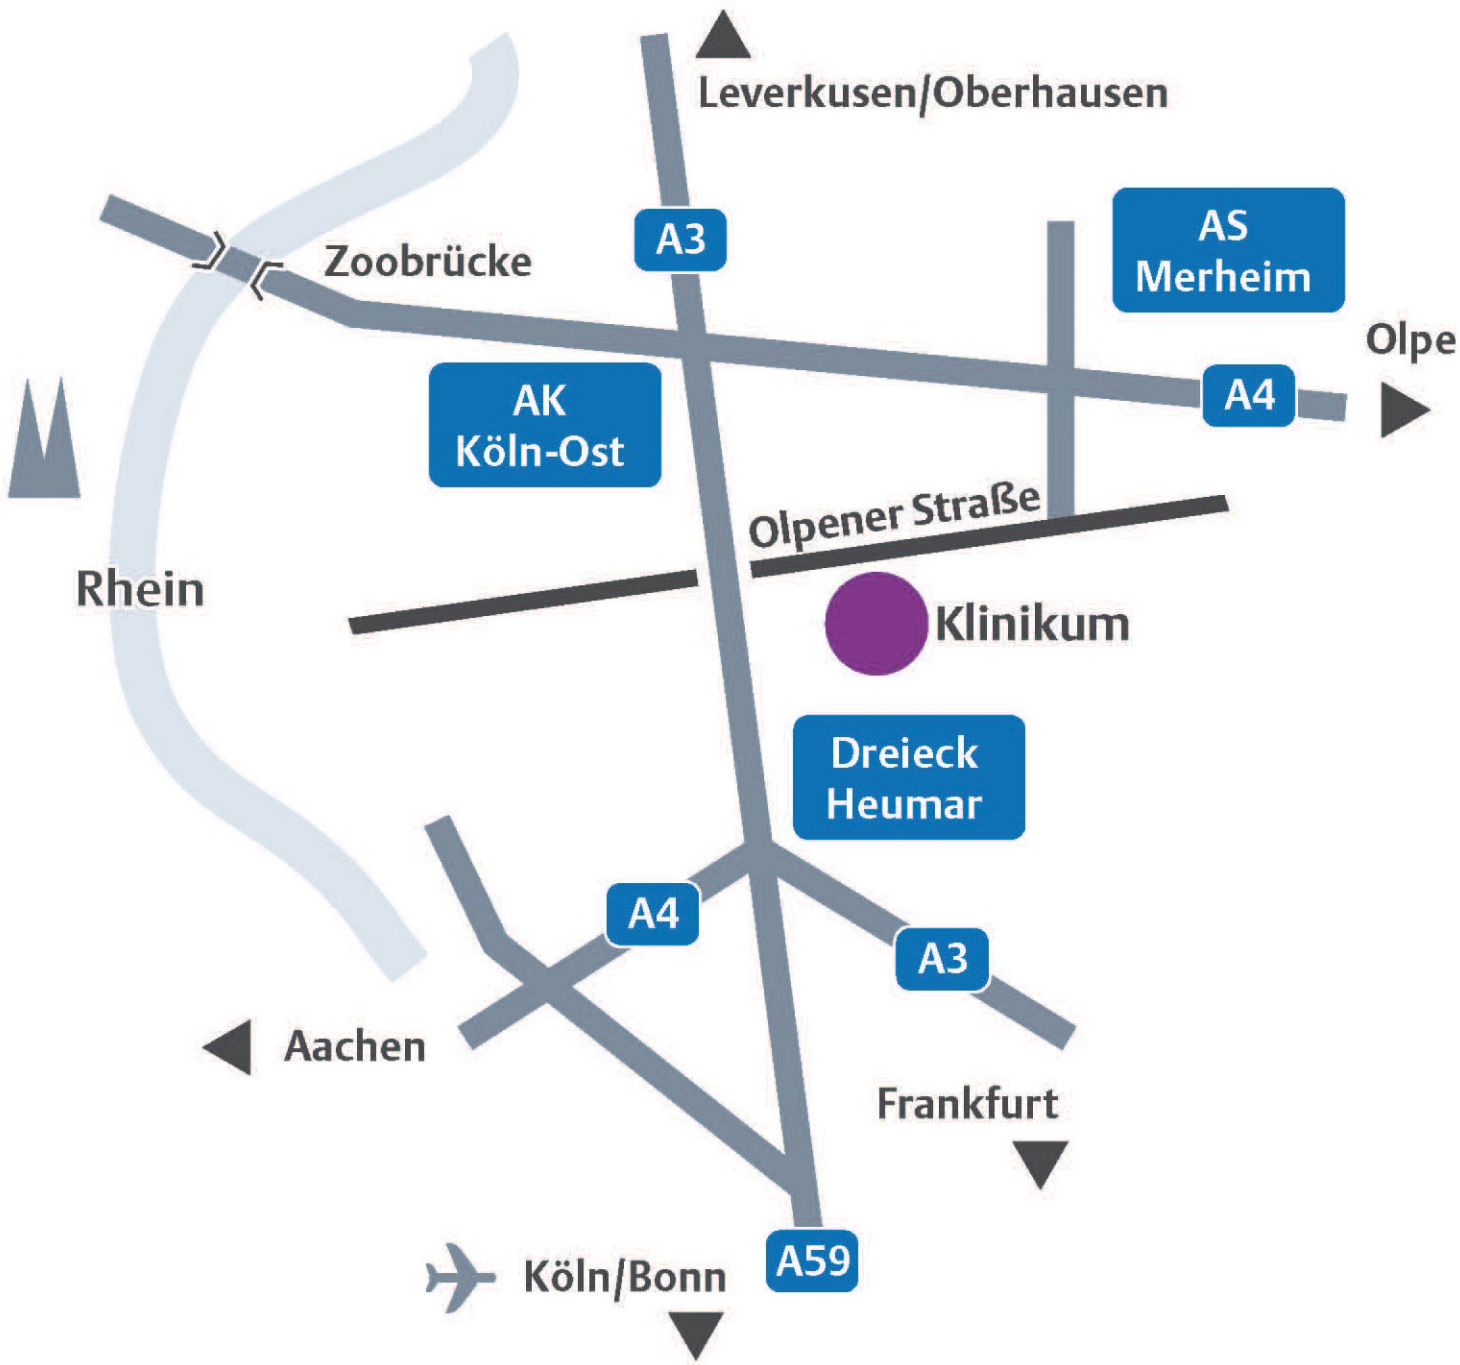 Leverkusen/Oberhausen
A3
AS
Merheim
Zoobrücke
Olpe
A4
AK
Köln-Ost
Olpener Straße
Rhein
Klinikum
Dreieck
Heumar
A4
A3
Aachen
Frankfurt
A59
Köln/Bonn